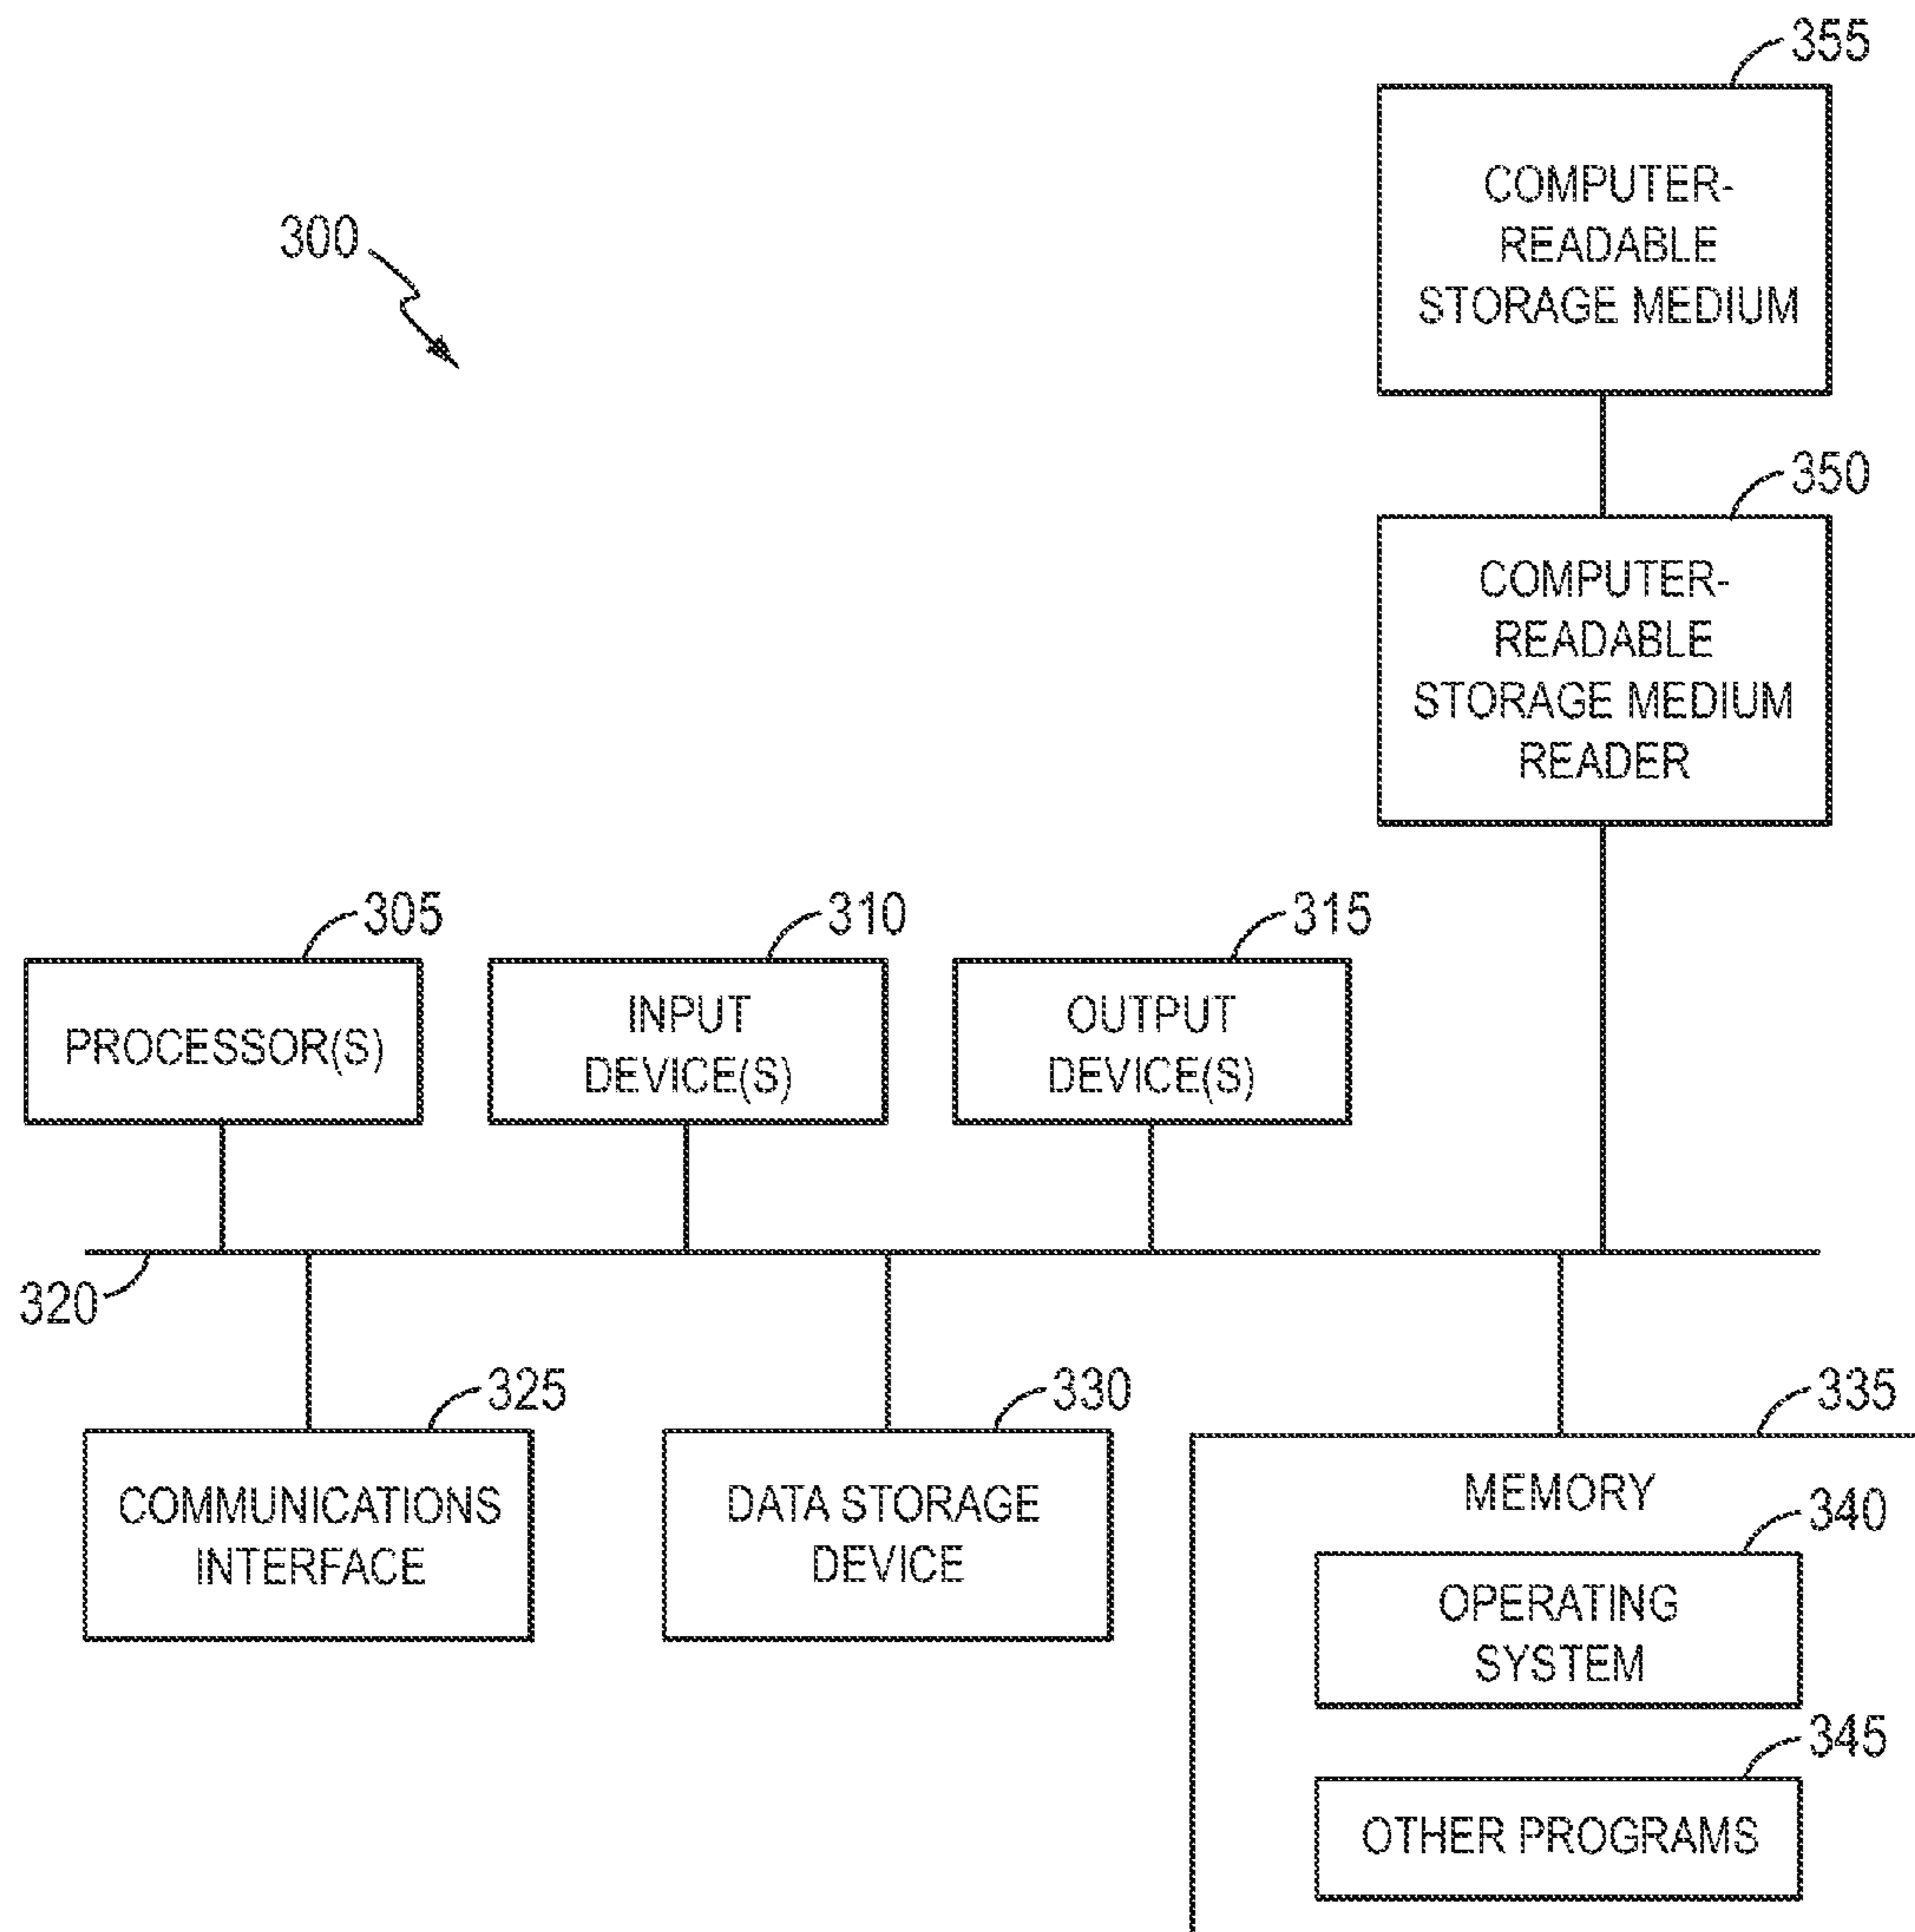 355
COMPUTER-
READABLE
STORAGE MEDIUM
300
350
COMPUTER-
READABLE
STORAGE MEDIUM
READER
305
PROCESSOR(S)
310
INPUT
DEVICE(S)
315
OUTPUT
DEVICE(S)
320
325
COMMUNICATIONS
INTERFACE
330
DATA STORAGE
DEVICE
335
MEMORY
340
OPERATING
SYSTEM
345
OTHER PROGRAMS